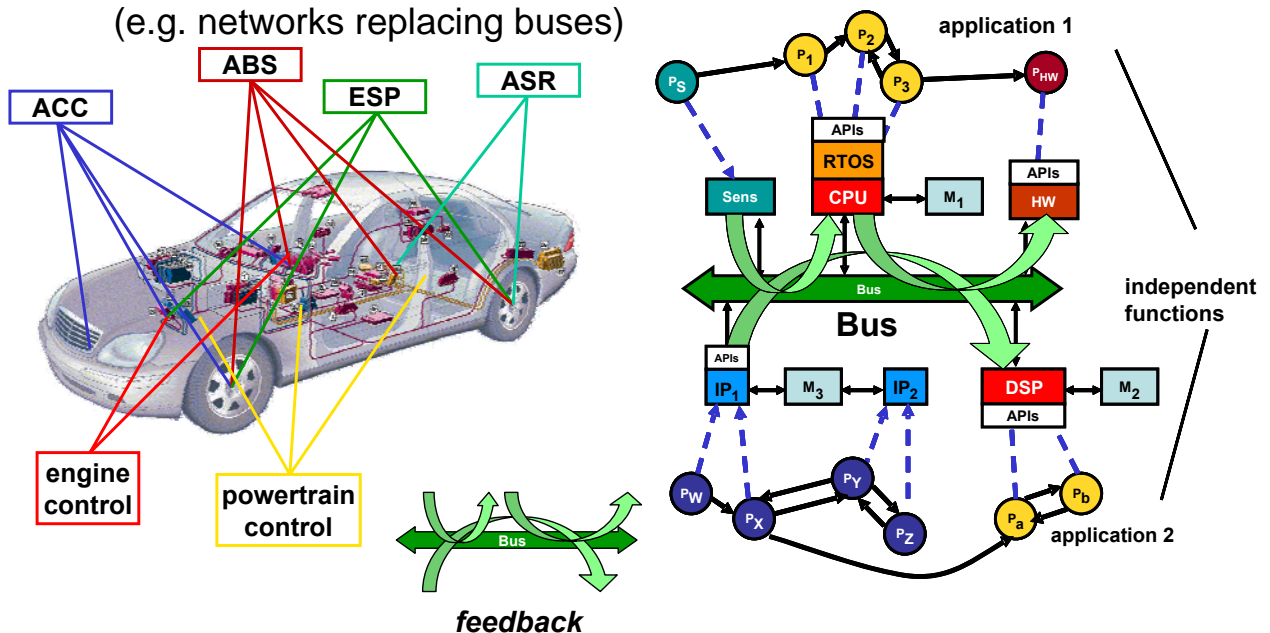 (e.g. networks replacing buses)
ABS
ACC
ESP
ASR
engine
control
powertrain
control
Bus
feedback
application 1
PS
P1
P2
P3
PHW
APIs
RTOS
CPU
Sens
M1
APIs
HW
Bus
Bus
independent
functions
APIs
IP1
M3
IP2
DSP
APIs
M2
PW
PX
PY
PZ
Pa
Pb
application 2